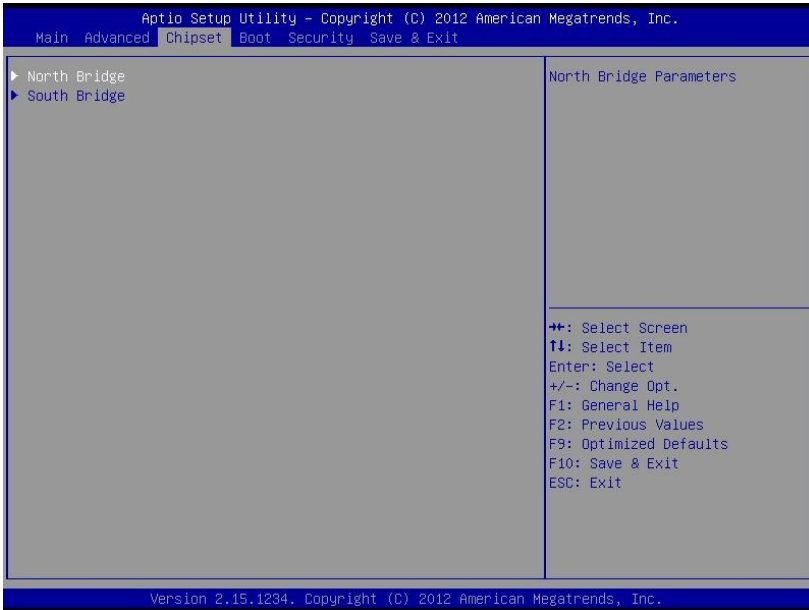 Aptio Setup Utility – Copyright (C) 2012 American Megatrends, Inc.
Main Advanced Chipset Boot Security Save & Exit
▶ North Bridge
▶ South Bridge
North Bridge Parameters
→←: Select Screen
↑↓: Select Item
Enter: Select
+/-: Change Opt.
F1: General Help
F2: Previous Values
F9: Optimized Defaults
F10: Save & Exit
ESC: Exit
Version 2.15.1234. Copyright (C) 2012 American Megatrends, Inc.